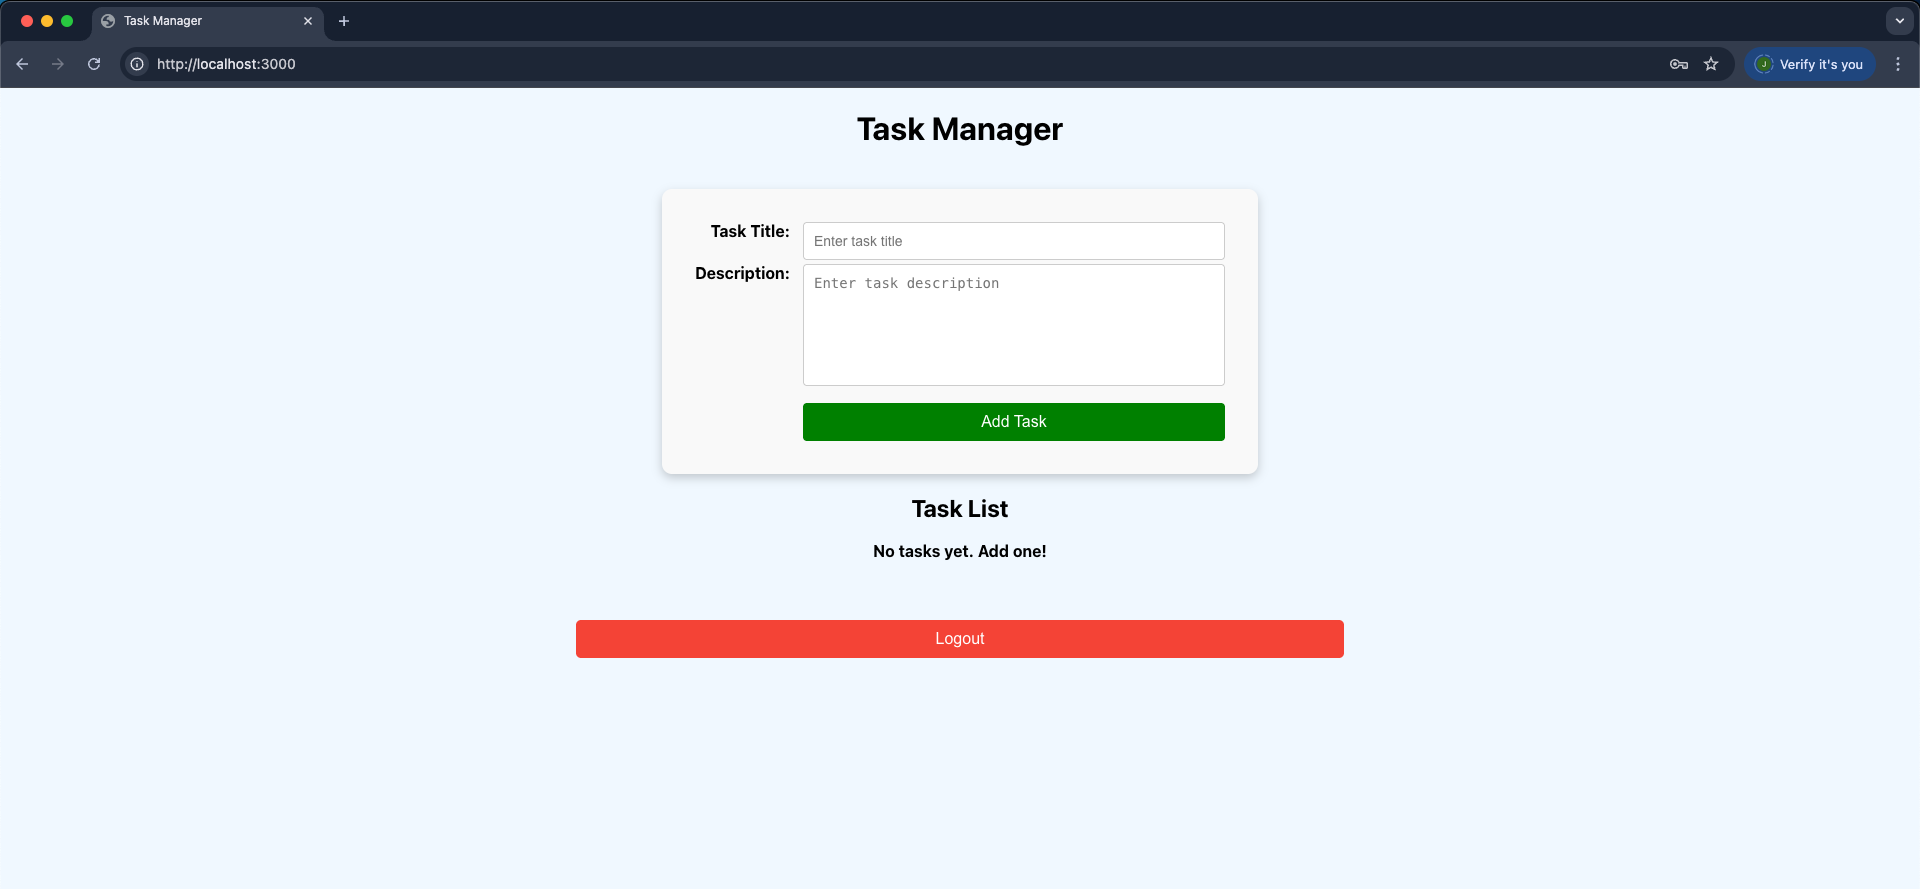 Task Manager
http://localhost:3000
J
Verify it's you
Task Manager
Task Title:
Enter task title
Description:
Enter task description
Add Task
Task List
No tasks yet. Add one!
Logout